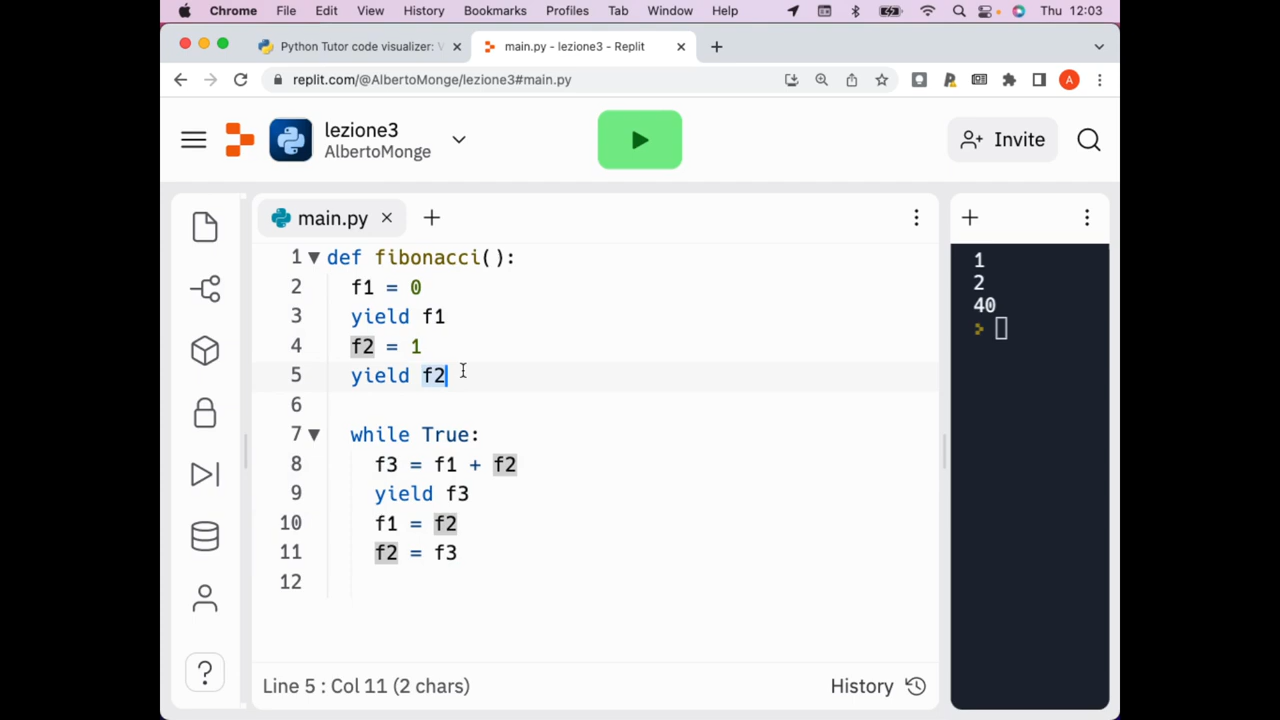 Chrome File Edit View History Bookmarks Profiles Tab Window Help Thu 12:03
Python Tutor code visualizer: V
main.py - lezione3 - Replit
replit.com/@AlbertoMonge/lezione3#main.py
A
lezione3
AlbertoMonge
Invite
main.py
1 def fibonacci():
2 f1 = 0
3 yield f1
4 f2 = 1
5 yield f2
6
7 while True:
8 f3 = f1 + f2
9 yield f3
10 f1 = f2
11 f2 = f3
12
1
2
40
?
Line 5 : Col 11 (2 chars)
History